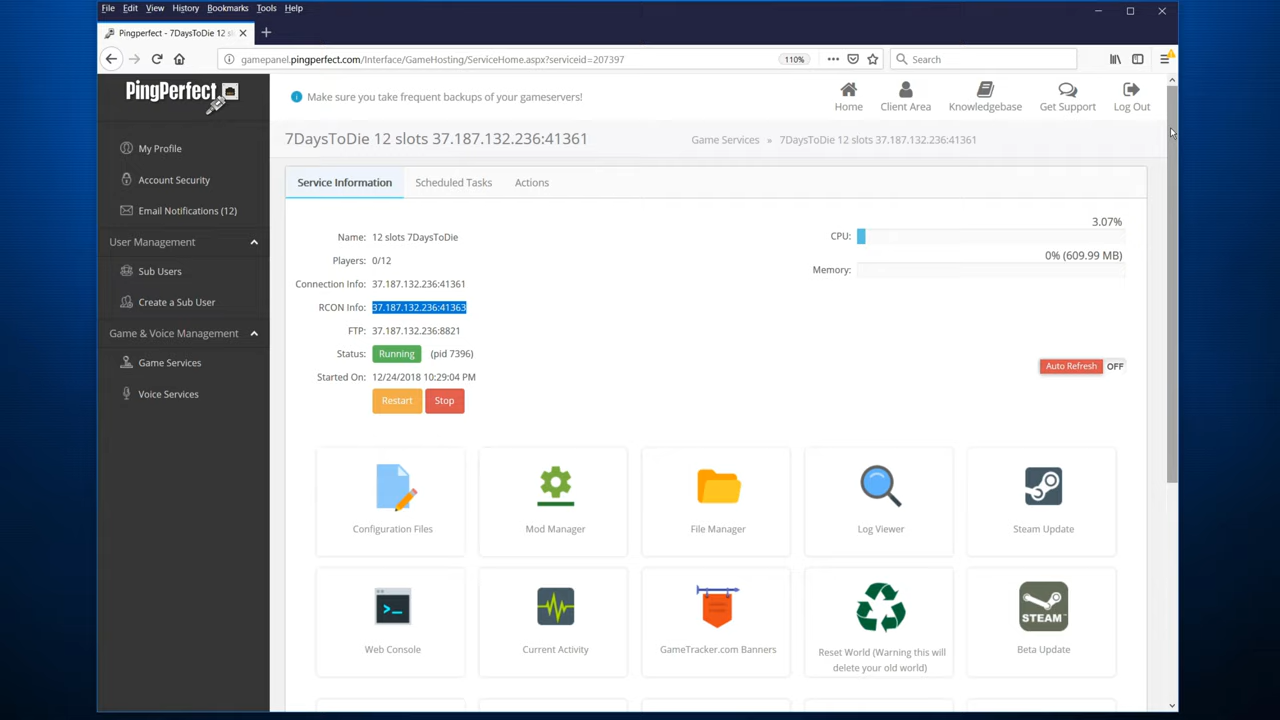 File Edit View History Bookmarks Tools Help
Pingperfect - 7DaysToDie 12 sl
gamepanel.pingperfect.com/Interface/GameHosting/ServiceHome.aspx?serviceid=207397 110% Search
PingPerfect
Make sure you take frequent backups of your gameservers!
Home Client Area Knowledgebase Get Support Log Out
7DaysToDie 12 slots 37.187.132.236:41361
Game Services » 7DaysToDie 12 slots 37.187.132.236:41361
My Profile
Account Security
Email Notifications (12)
User Management
Sub Users
Create a Sub User
Game & Voice Management
Game Services
Voice Services
Service Information Scheduled Tasks Actions
Name: 12 slots 7DaysToDie
Players: 0/12
Connection Info: 37.187.132.236:41361
RCON Info: 37.187.132.236:41363
FTP: 37.187.132.236:8821
Status: Running (pid 7396)
Started On: 12/24/2018 10:29:04 PM
Restart Stop
3.07%
CPU:
0% (609.99 MB)
Memory:
Auto Refresh OFF
Configuration Files
Mod Manager
File Manager
Log Viewer
Steam Update
>_
STEAM™
Web Console
Current Activity
GameTracker.com Banners
Reset World (Warning this will
delete your old world)
Beta Update